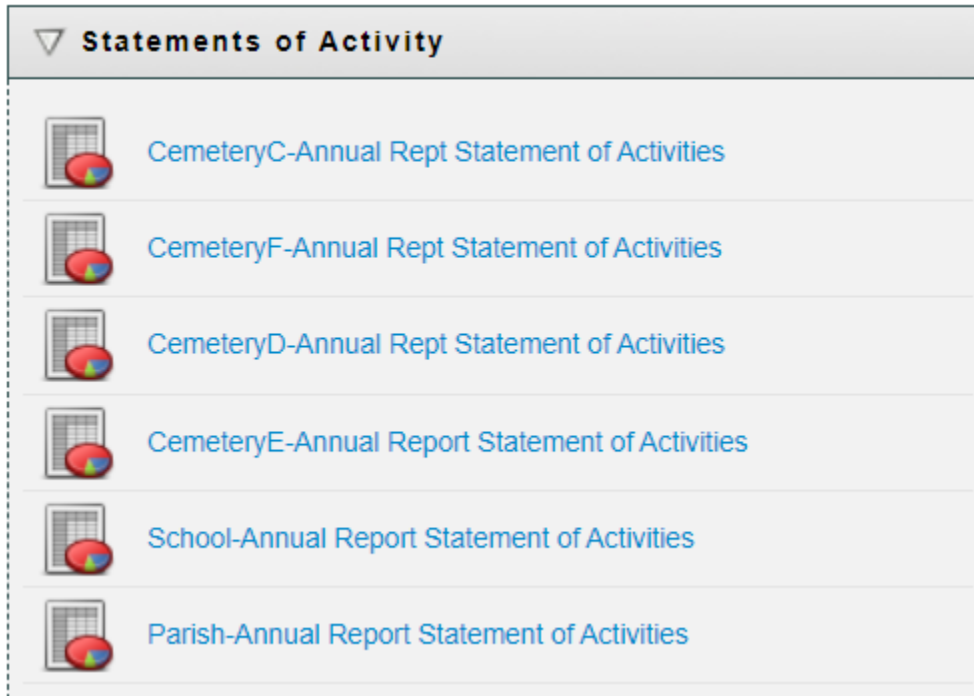 Statements of Activity
CemeteryC-Annual Rept Statement of Activities
CemeteryF-Annual Rept Statement of Activities
CemeteryD-Annual Rept Statement of Activities
CemeteryE-Annual Report Statement of Activities
School-Annual Report Statement of Activities
Parish-Annual Report Statement of Activities